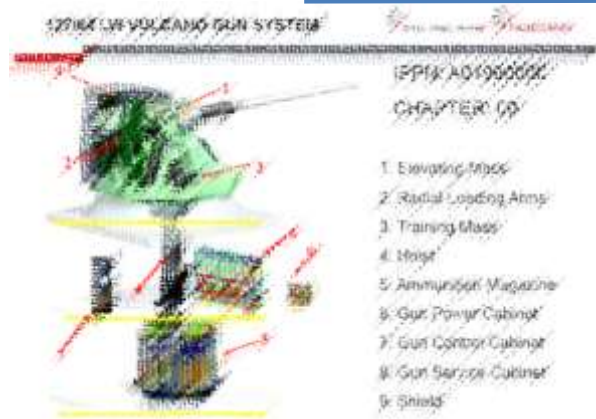 127/64 LW VULCANO GUN SYSTEM
CHAPTER: 00
1. Elevating Mass
2. Radial Loading Arms
3. Training Mass
4. Hoist
5. Ammunition Magazine
6. Gun Power Cabinet
7. Gun Control Cabinet
8. Gun Service Cabinet
9. Shield